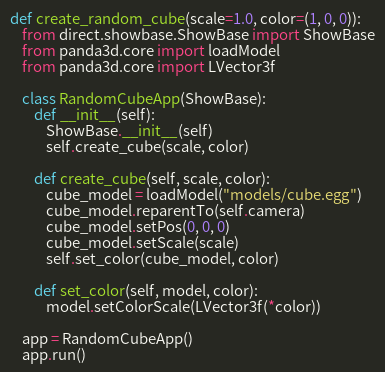 def create_random_cube(scale=1.0, color=(1, 0, 0)):
from direct.showbase.ShowBase import ShowBase
from panda3d.core import loadModel
from panda3d.core import LVector3f
class RandomCubeApp(ShowBase):
def __init__(self):
ShowBase.__init__(self)
self.create_cube(scale, color)
def create_cube(self, scale, color):
cube_model = loadModel("models/cube.egg")
cube_model.reparentTo(self.camera)
cube_model.setPos(0, 0, 0)
cube_model.setScale(scale)
self.set_color(cube_model, color)
def set_color(self, model, color):
model.setColorScale(LVector3f(*color))
app = RandomCubeApp()
app.run()